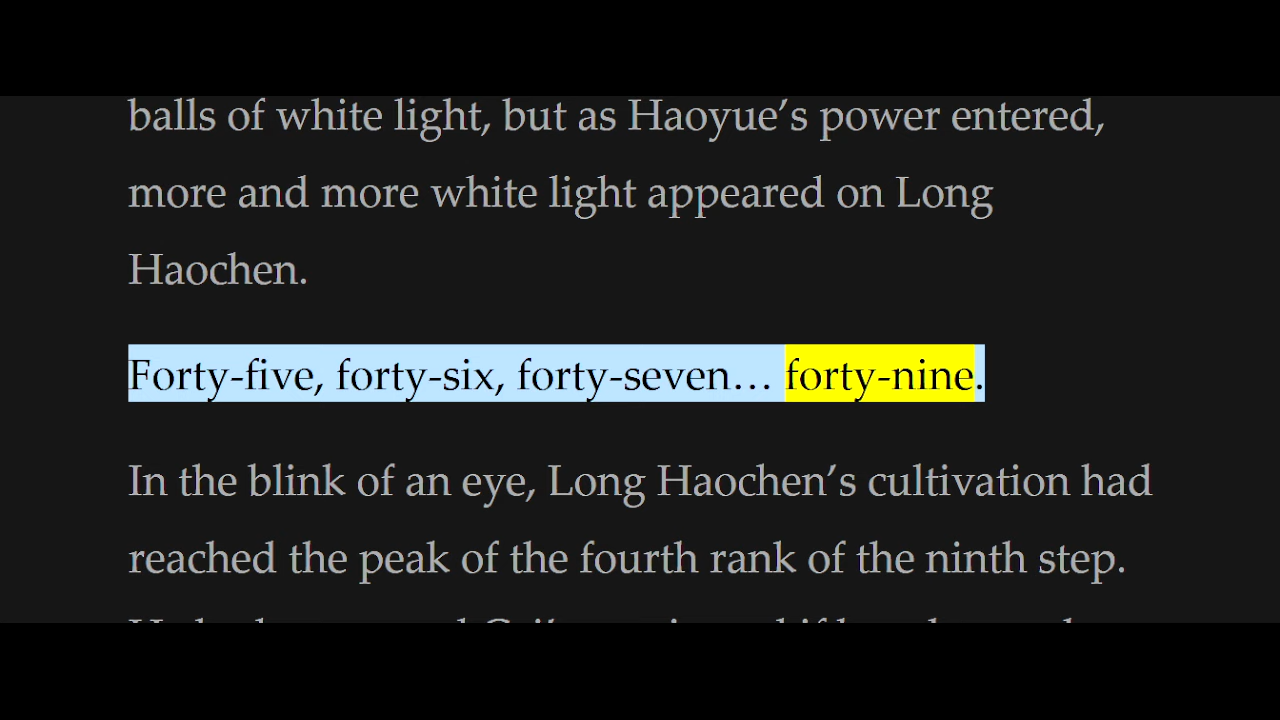 balls of white light, but as Haoyue’s power entered,
more and more white light appeared on Long
Haochen.
Forty-five, forty-six, forty-seven… forty-nine.
In the blink of an eye, Long Haochen’s cultivation had
reached the peak of the fourth rank of the ninth step.